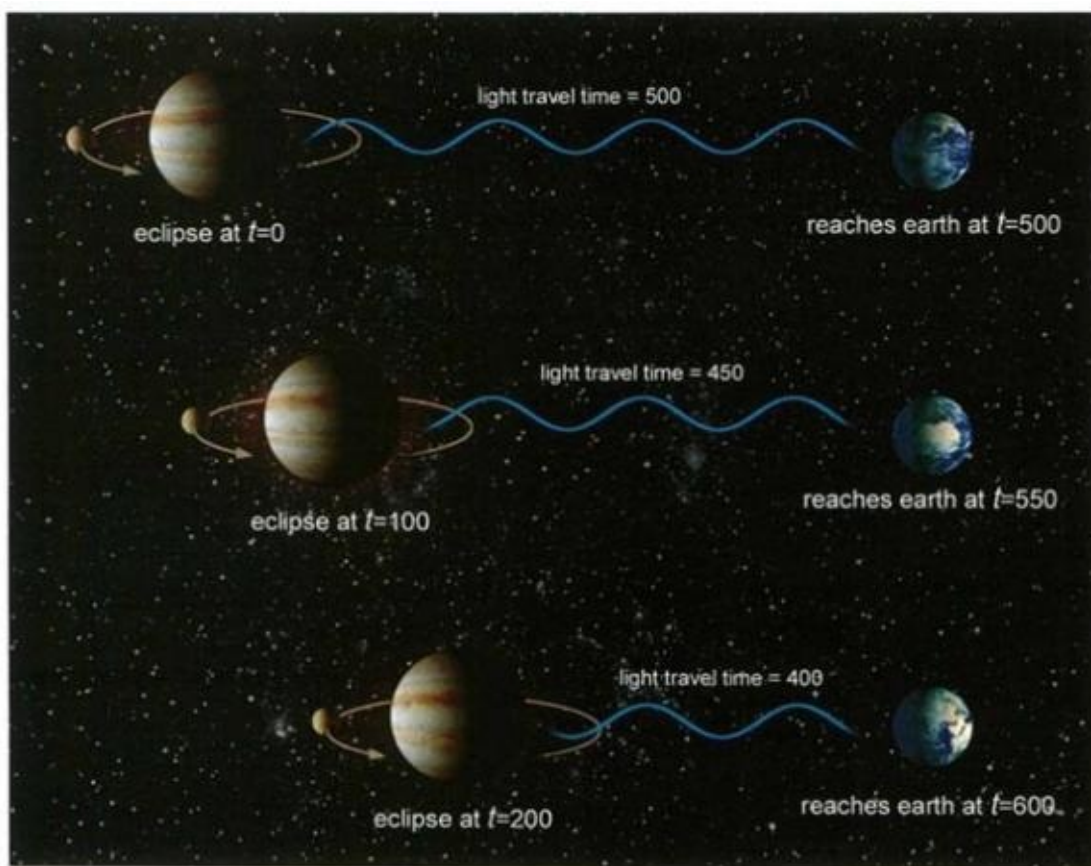 light travel time = 500
eclipse at t=0
reaches earth at t=500
light travel time = 450
eclipse at t=100
reaches earth at t=550
light travel time = 400
eclipse at t=200
reaches earth at t=600